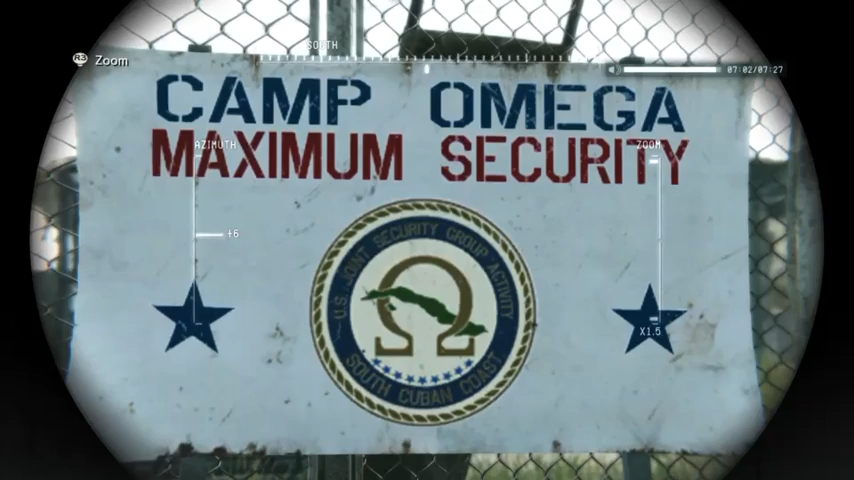 SOUTH
R3 Zoom
07:02/07:27
CAMP OMEGA
MAXIMUM SECURITY
AZIMUTH
ZOOM
+6
U.S. JOINT SECURITY GROUP ACTIVITY
X1.5
SOUTH CUBAN COAST